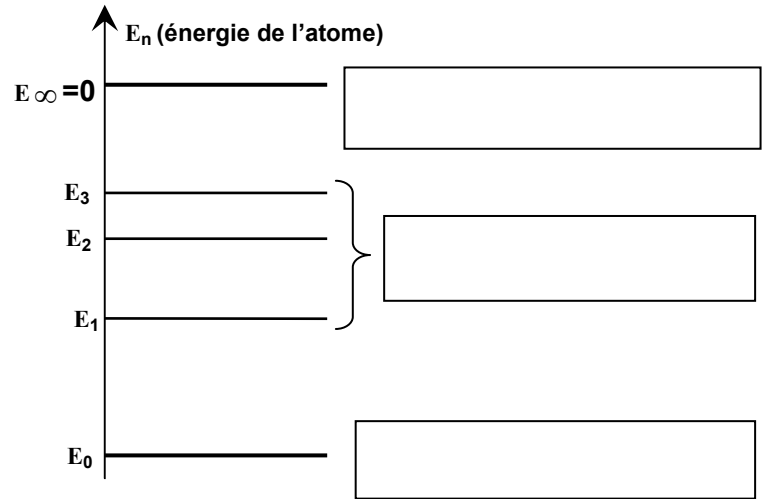 Eₙ (énergie de l’atome)
E∞=0
E₃
E₂
E₁
E₀